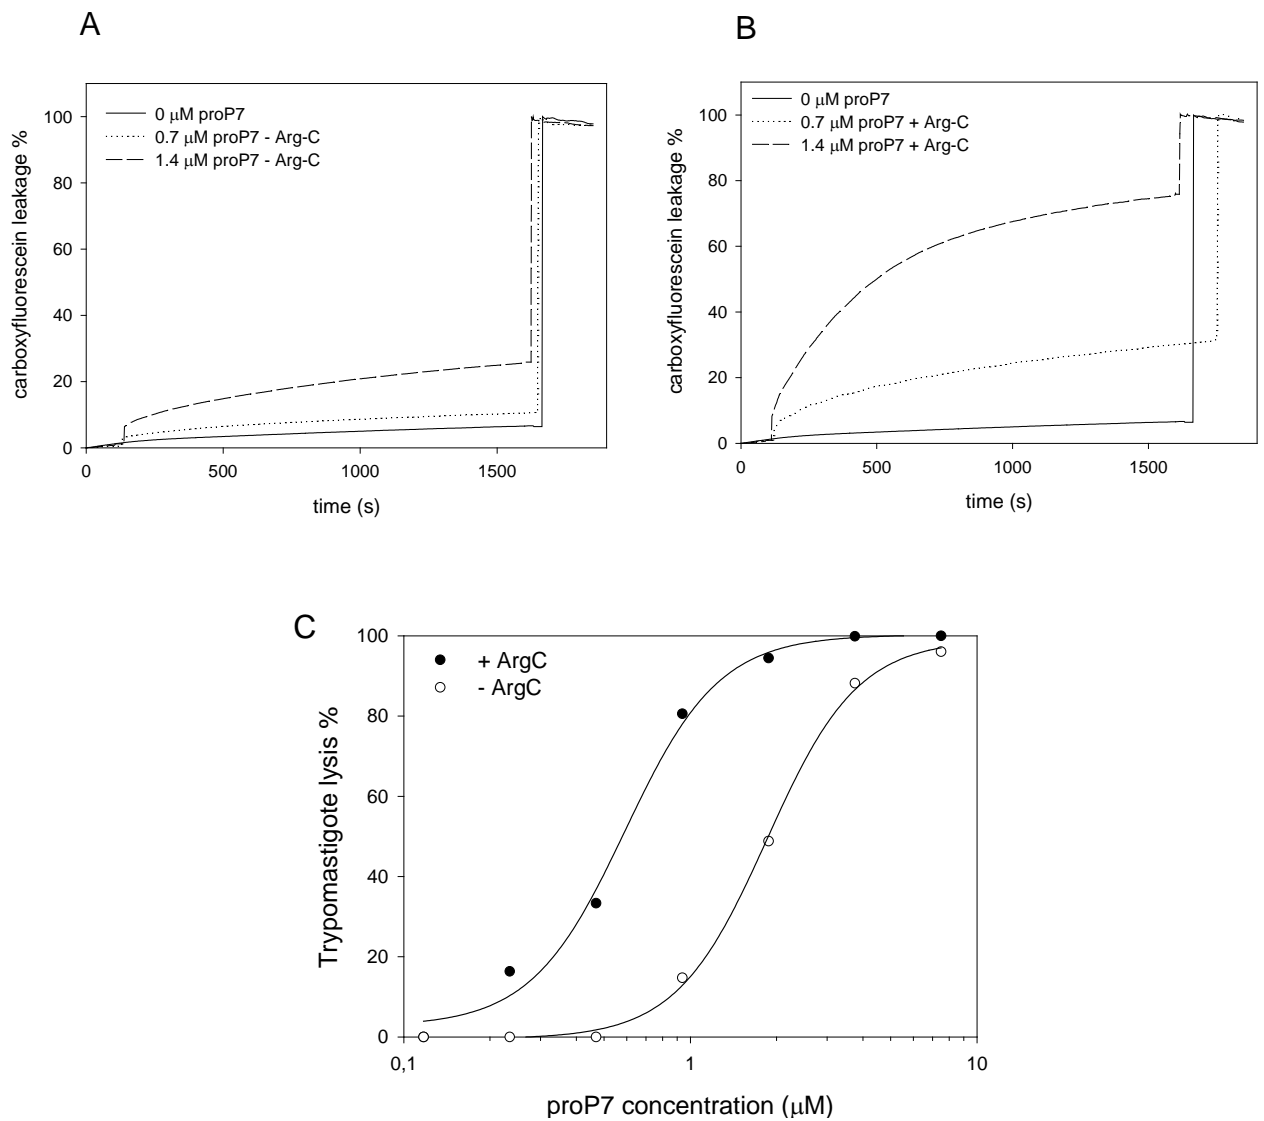 A
carboxyfluorescein leakage %
100
80
60
40
20
0
0 μM proP7
0.7 μM proP7 - Arg-C
1.4 μM proP7 - Arg-C
0 500 1000 1500
time (s)
B
carboxyfluorescein leakage %
100
80
60
40
20
0
0 μM proP7
0.7 μM proP7 + Arg-C
1.4 μM proP7 + Arg-C
0 500 1000 1500
time (s)
C
Trypomastigote lysis %
100
80
60
40
20
0
+ ArgC
- ArgC
0,1 1 10
proP7 concentration (μM)